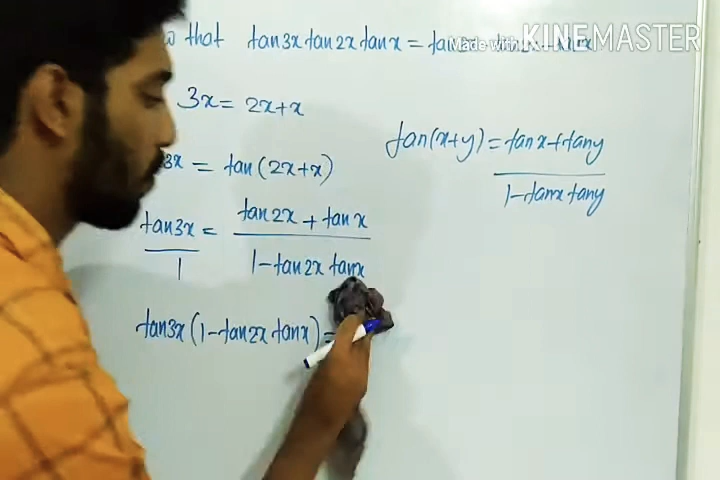 that tan3x tan2x tanx =
Made with KINEMASTER
3x = 2x+x
tan(x+y) = tanx+tany / 1-tanx tany
3x = tan(2x+x)
tan3x / 1 = tan2x + tanx / 1-tan2x tanx
tan3x(1-tan2x tanx)=